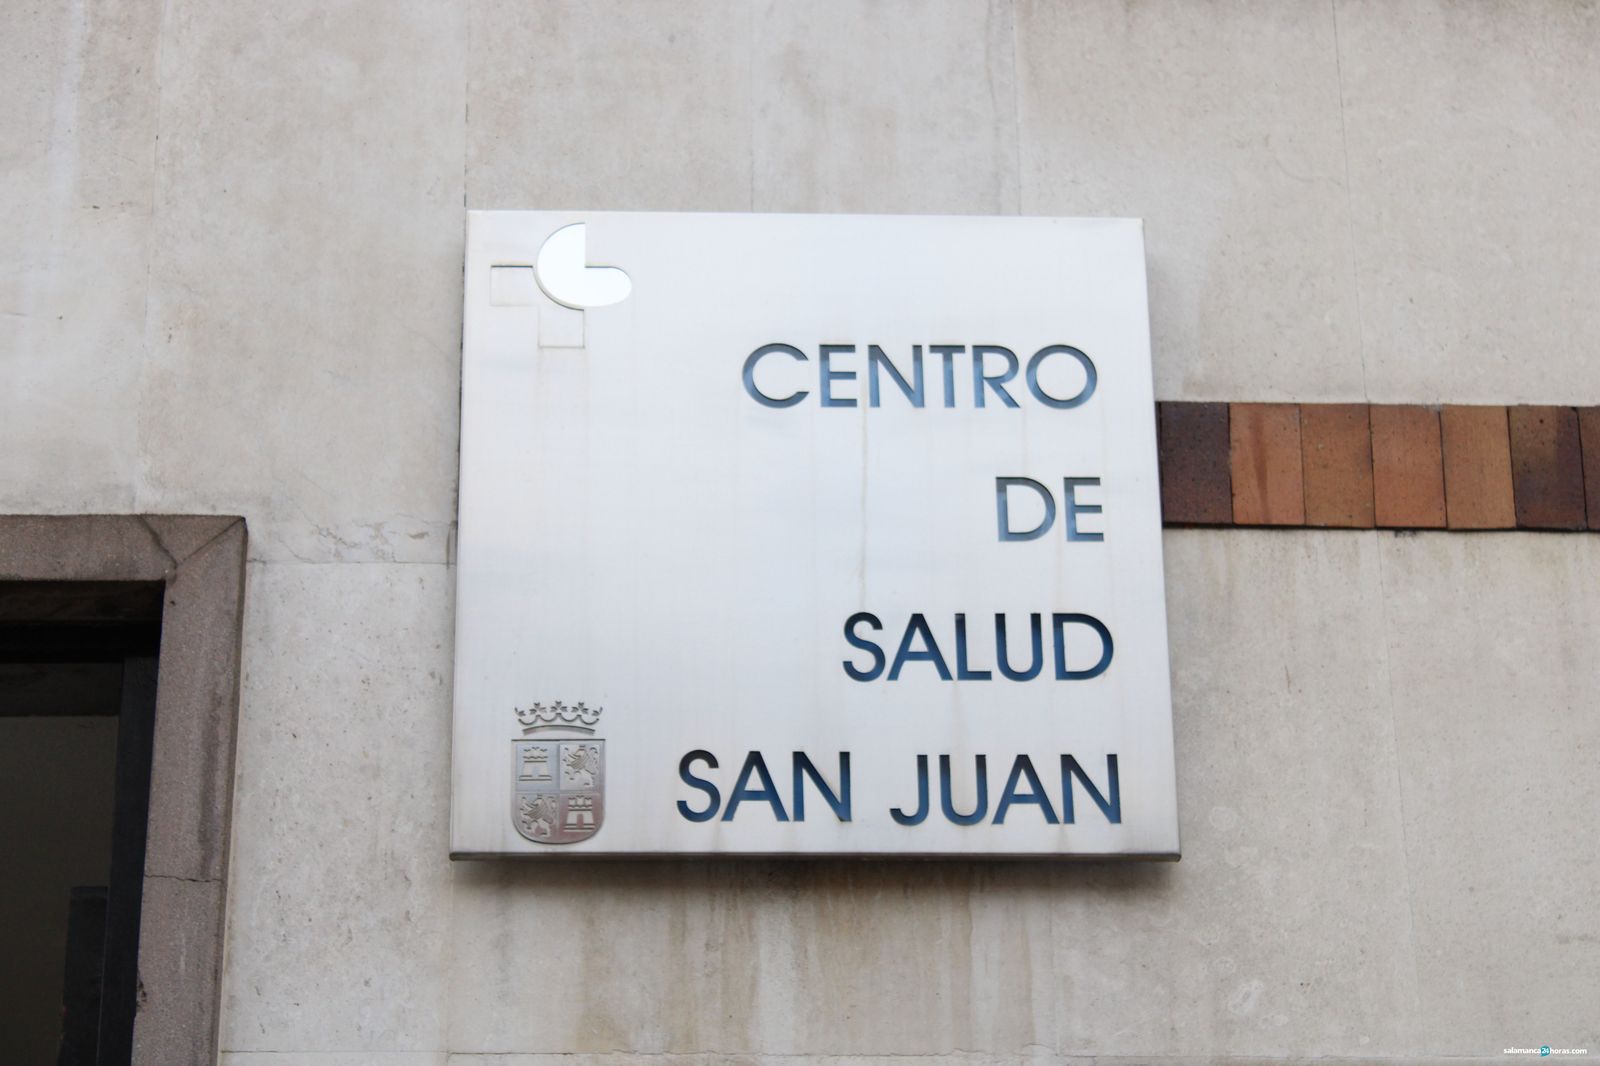 CENTRO
DE
SALUD
SAN JUAN
salamanca24horas.com